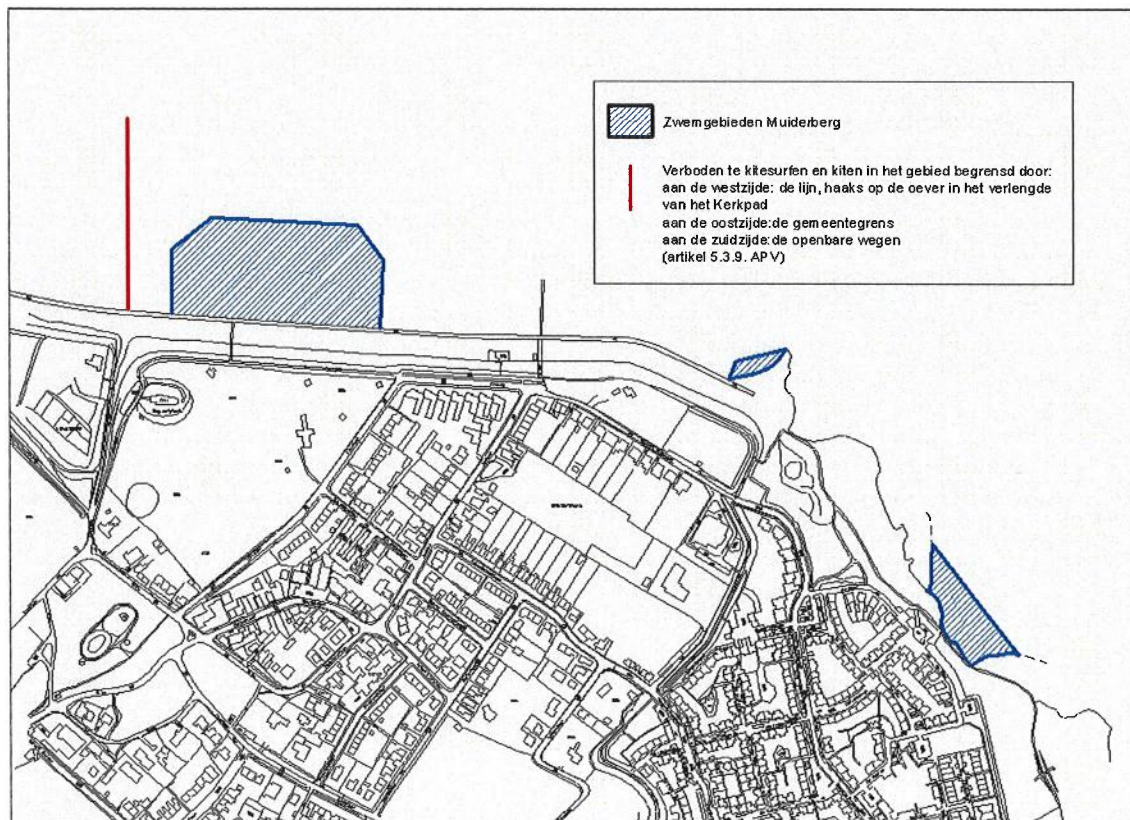 Zwemgebieden Muiderberg
Verboden te kitesurfen en kiten in het gebied begrensd door:
aan de westzijde: de lijn, haaks op de oever in het verlengde
van het Kerkpad
aan de oostzijde:de gemeentegrens
aan de zuidzijde:de openbare wegen
(artikel 5.3.9. APV)